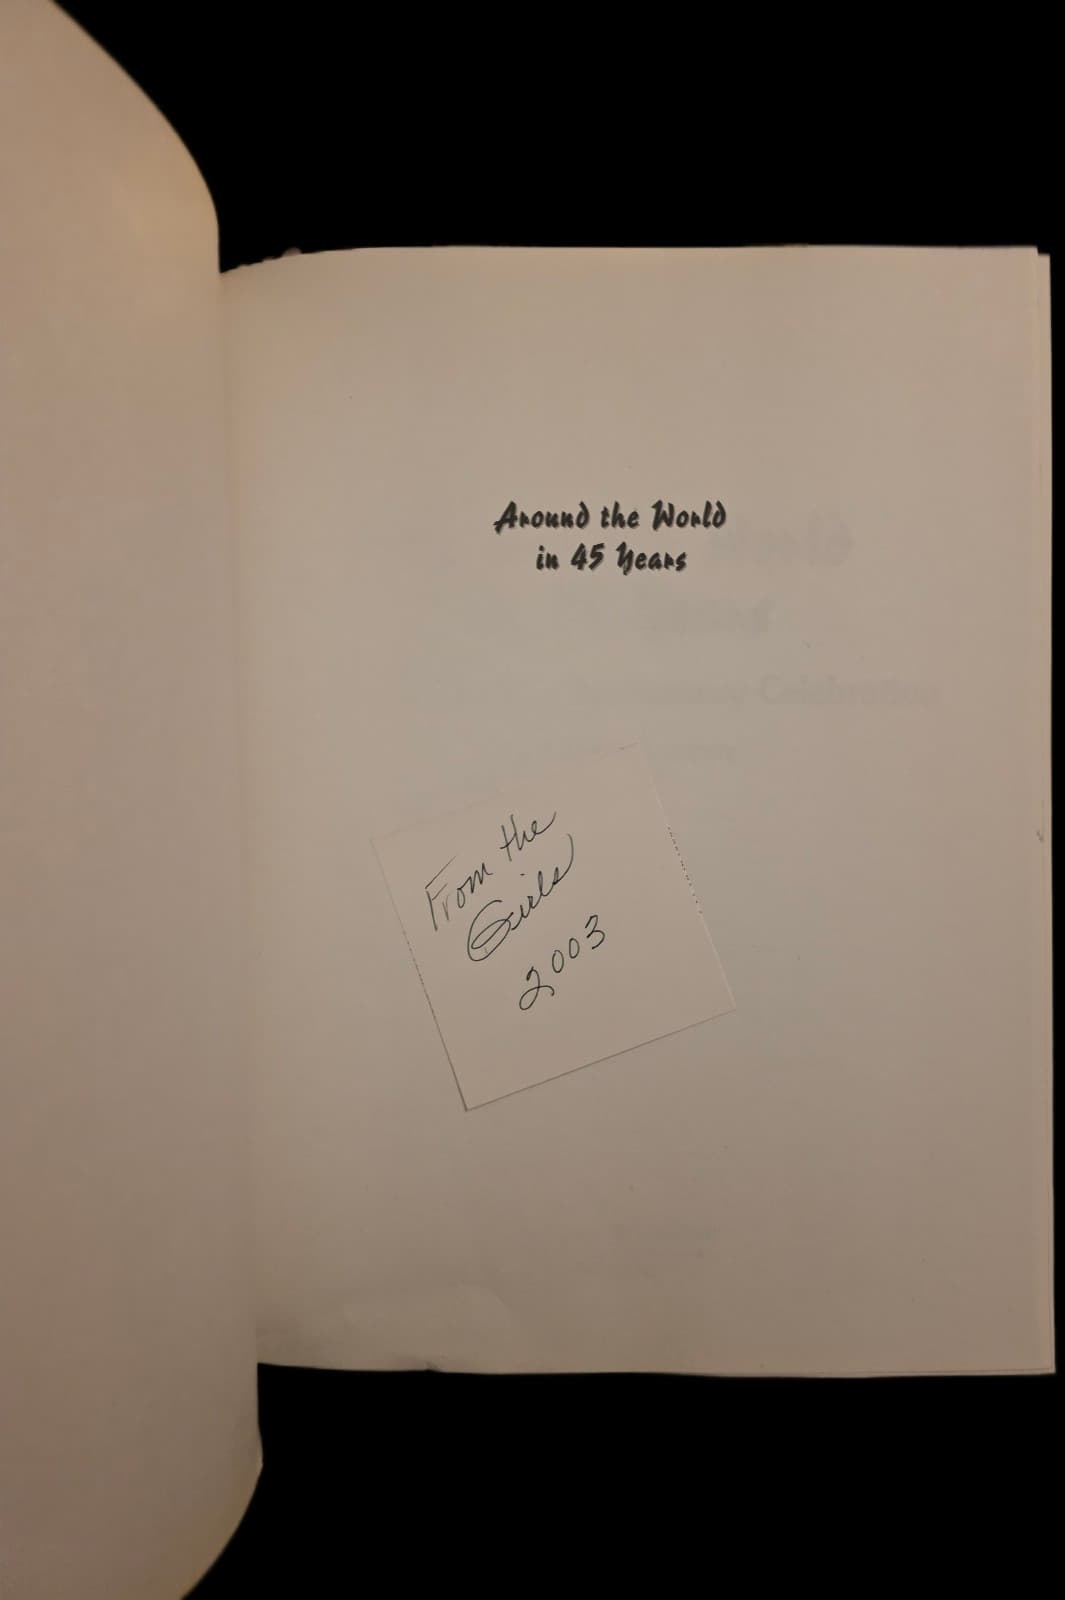 Around the World
in 45 Years
From the
Girls
2003